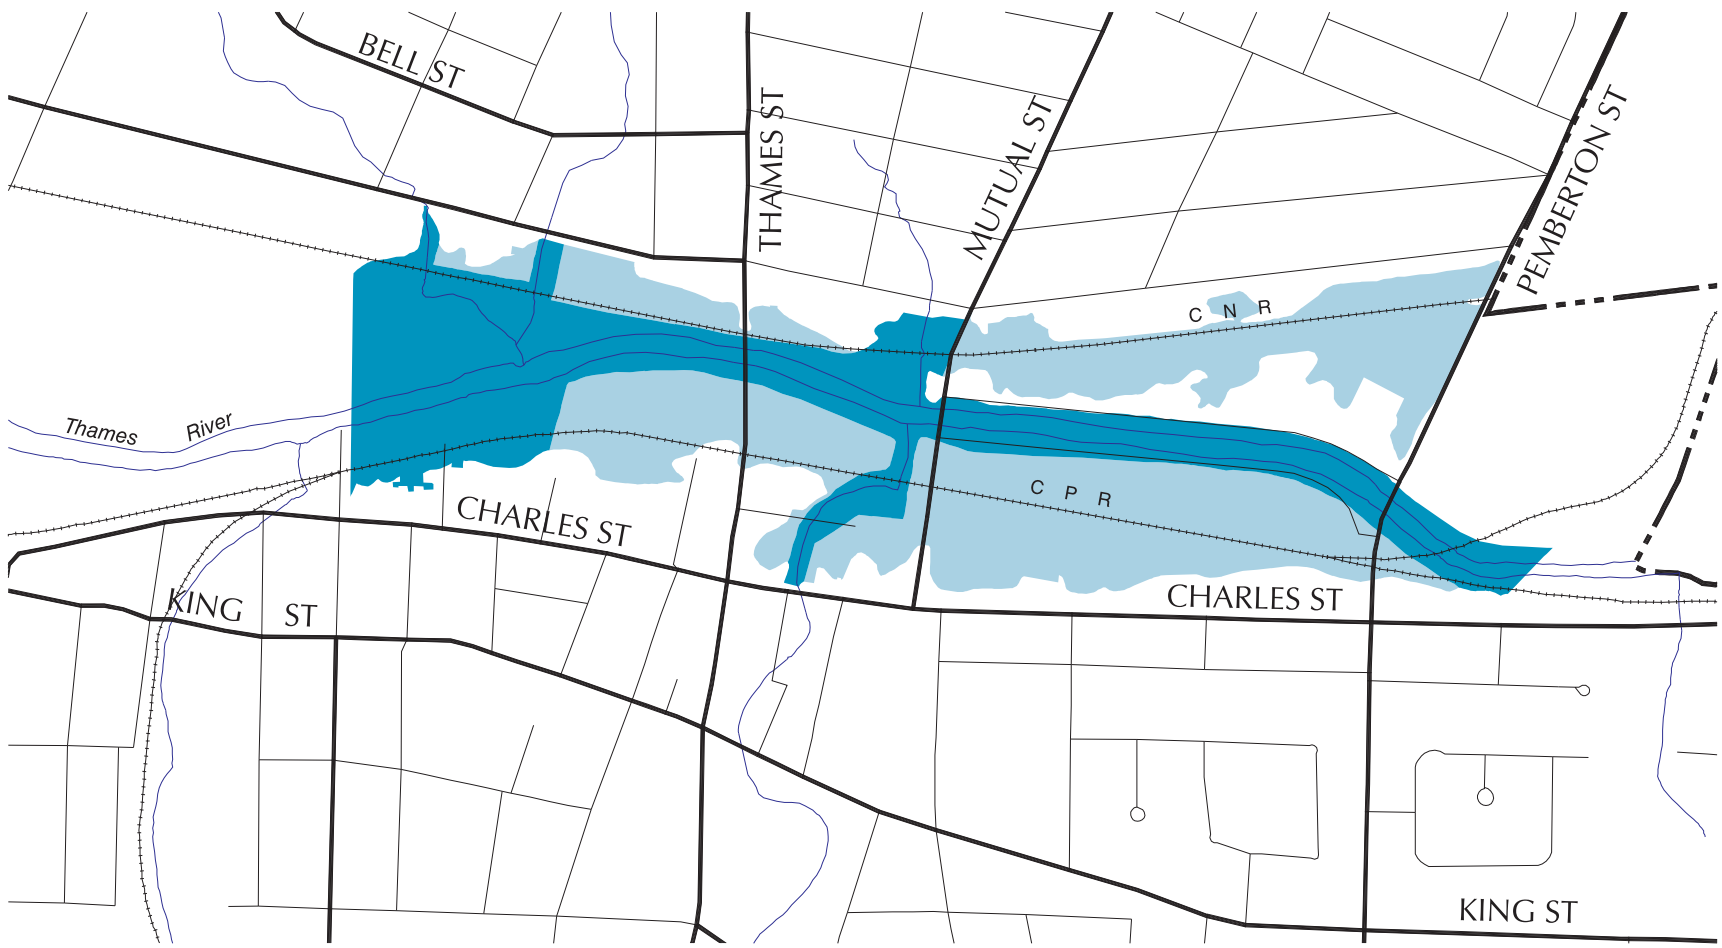 BELL ST
THAMES ST
MUTUAL ST
PEMBERTON ST
C N R
Thames River
C P R
CHARLES ST
CHARLES ST
KING ST
KING ST